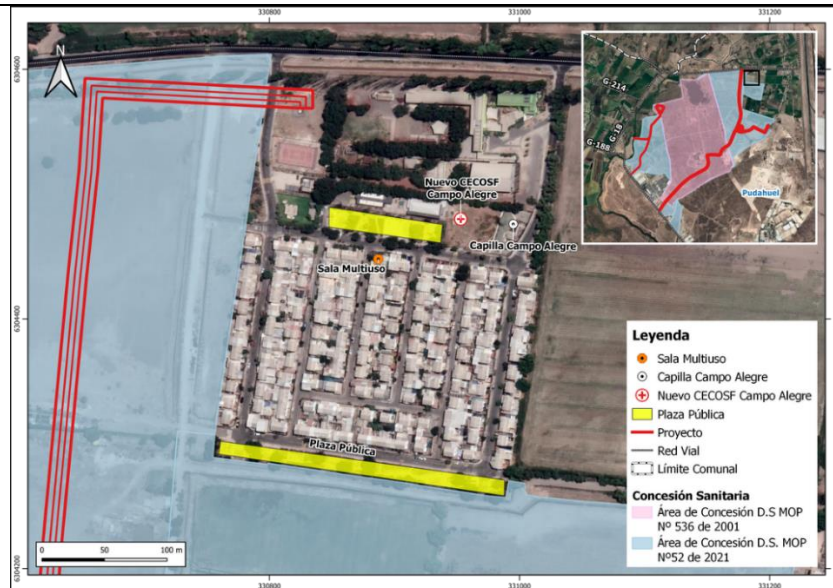 330800
331000
331200
6304600
6304400
6304200
N
G-214
G-18
G-188
Pudahuel
Nuevo CECOSF
Campo Alegre
Capilla Campo Alegre
Sala Multiuso
Plaza Pública
Leyenda
Sala Multiuso
Capilla Campo Alegre
Nuevo CECOSF Campo Alegre
Plaza Pública
Proyecto
Red Vial
Límite Comunal
Concesión Sanitaria
Área de Concesión D.S MOP
Nº 536 de 2001
Área de Concesión D.S. MOP
Nº52 de 2021
0 50 100 m
330800
331000
331200